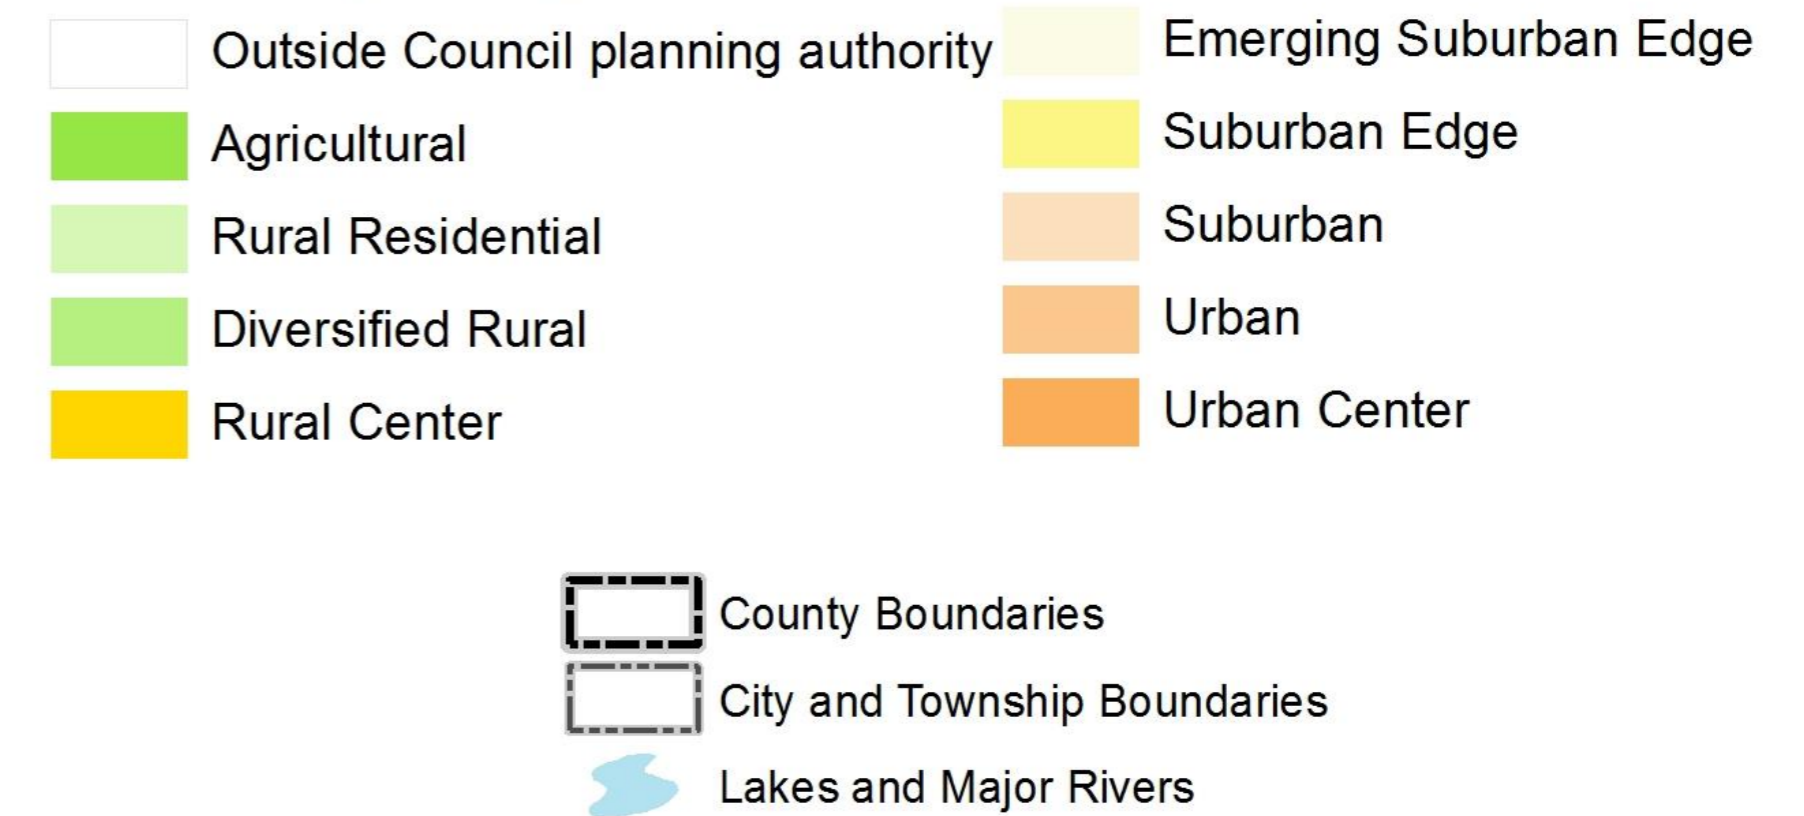 Outside Council planning authority
Agricultural
Rural Residential
Diversified Rural
Rural Center
Emerging Suburban Edge
Suburban Edge
Suburban
Urban
Urban Center
County Boundaries
City and Township Boundaries
Lakes and Major Rivers